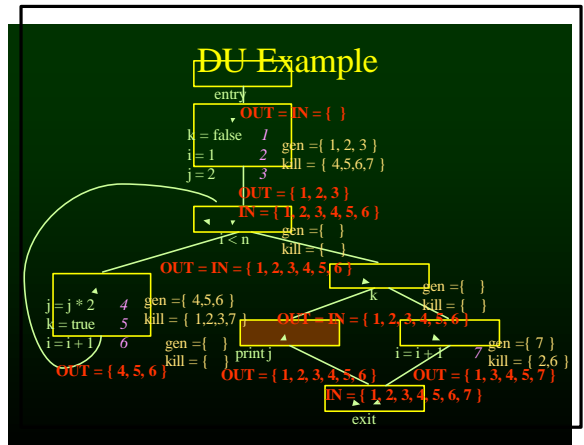 DU Example
entry
OUT = IN = { }
k = false 1
i = 1 2
j = 2 3
gen ={ 1, 2, 3 }
kill = { 4,5,6,7 }
OUT = { 1, 2, 3 }
IN = { 1, 2, 3, 4, 5, 6 }
i < n
gen ={ }
kill = { }
OUT = IN = { 1, 2, 3, 4, 5, 6 }
k
gen ={ }
kill = { }
j = j * 2 4
k = true 5
i = i + 1 6
gen ={ 4,5,6 }
kill = { 1,2,3,7 }
OUT = { 4, 5, 6 }
OUT = IN = { 1, 2, 3, 4, 5, 6 }
gen ={ }
kill = { }
print j
i = i + 1 7
gen ={ 7 }
kill = { 2,6 }
OUT = { 1, 2, 3, 4, 5, 6 }
OUT = { 1, 3, 4, 5, 7 }
IN = { 1, 2, 3, 4, 5, 6, 7 }
exit